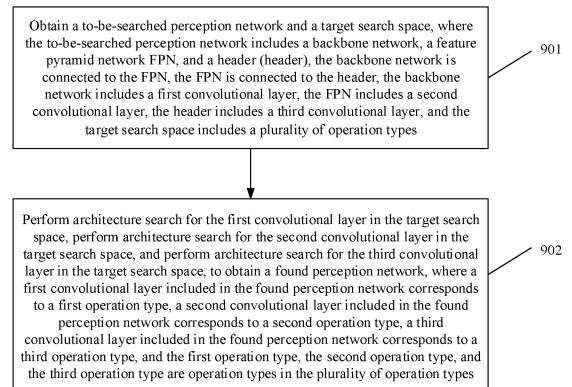 Obtain a to-be-searched perception network and a target search space, where
the to-be-searched perception network includes a backbone network, a feature
pyramid network FPN, and a header (header), the backbone network is
connected to the FPN, the FPN is connected to the header, the backbone
network includes a first convolutional layer, the FPN includes a second
convolutional layer, the header includes a third convolutional layer, and the
target search space includes a plurality of operation types
901
Perform architecture search for the first convolutional layer in the target search
space, perform architecture search for the second convolutional layer in the
target search space, and perform architecture search for the third convolutional
layer in the target search space, to obtain a found perception network, where a
first convolutional layer included in the found perception network corresponds
to a first operation type, a second convolutional layer included in the found
perception network corresponds to a second operation type, a third
convolutional layer included in the found perception network corresponds to a
third operation type, and the first operation type, the second operation type, and
the third operation type are operation types in the plurality of operation types
902